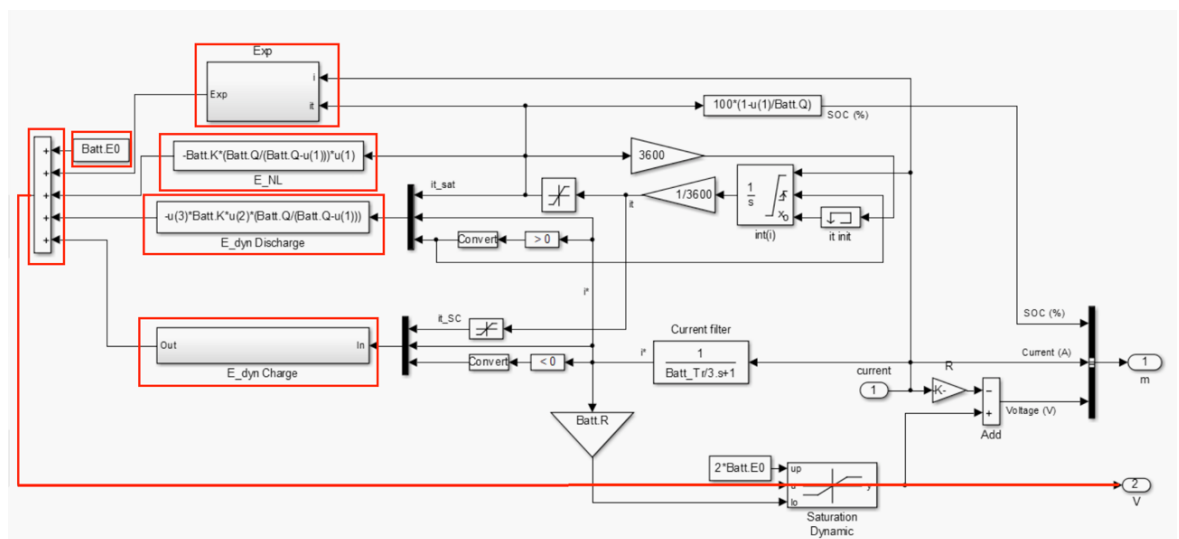 Exp
i
Exp
it
100*(1-u(1)/Batt.Q)
SOC (%)
+
+
+
+
+
Batt.E0
-Batt.K*(Batt.Q/(Batt.Q-u(1)))*u(1)
E_NL
3600
it_sat
it
1/3600
1
s
x0
int(i)
it init
-u(3)*Batt.K*u(2)*(Batt.Q/(Batt.Q-u(1)))
E_dyn Discharge
Convert
> 0
i*
it_SC
Out
In
E_dyn Charge
Convert
< 0
i*
Current filter
1
Batt_Tr/3.s+1
SOC (%)
Current (A)
current
1
R
-K-
−
+
Add
Voltage (V)
1
m
Batt.R
2*Batt.E0
up
u
lo
y
Saturation
Dynamic
2
V